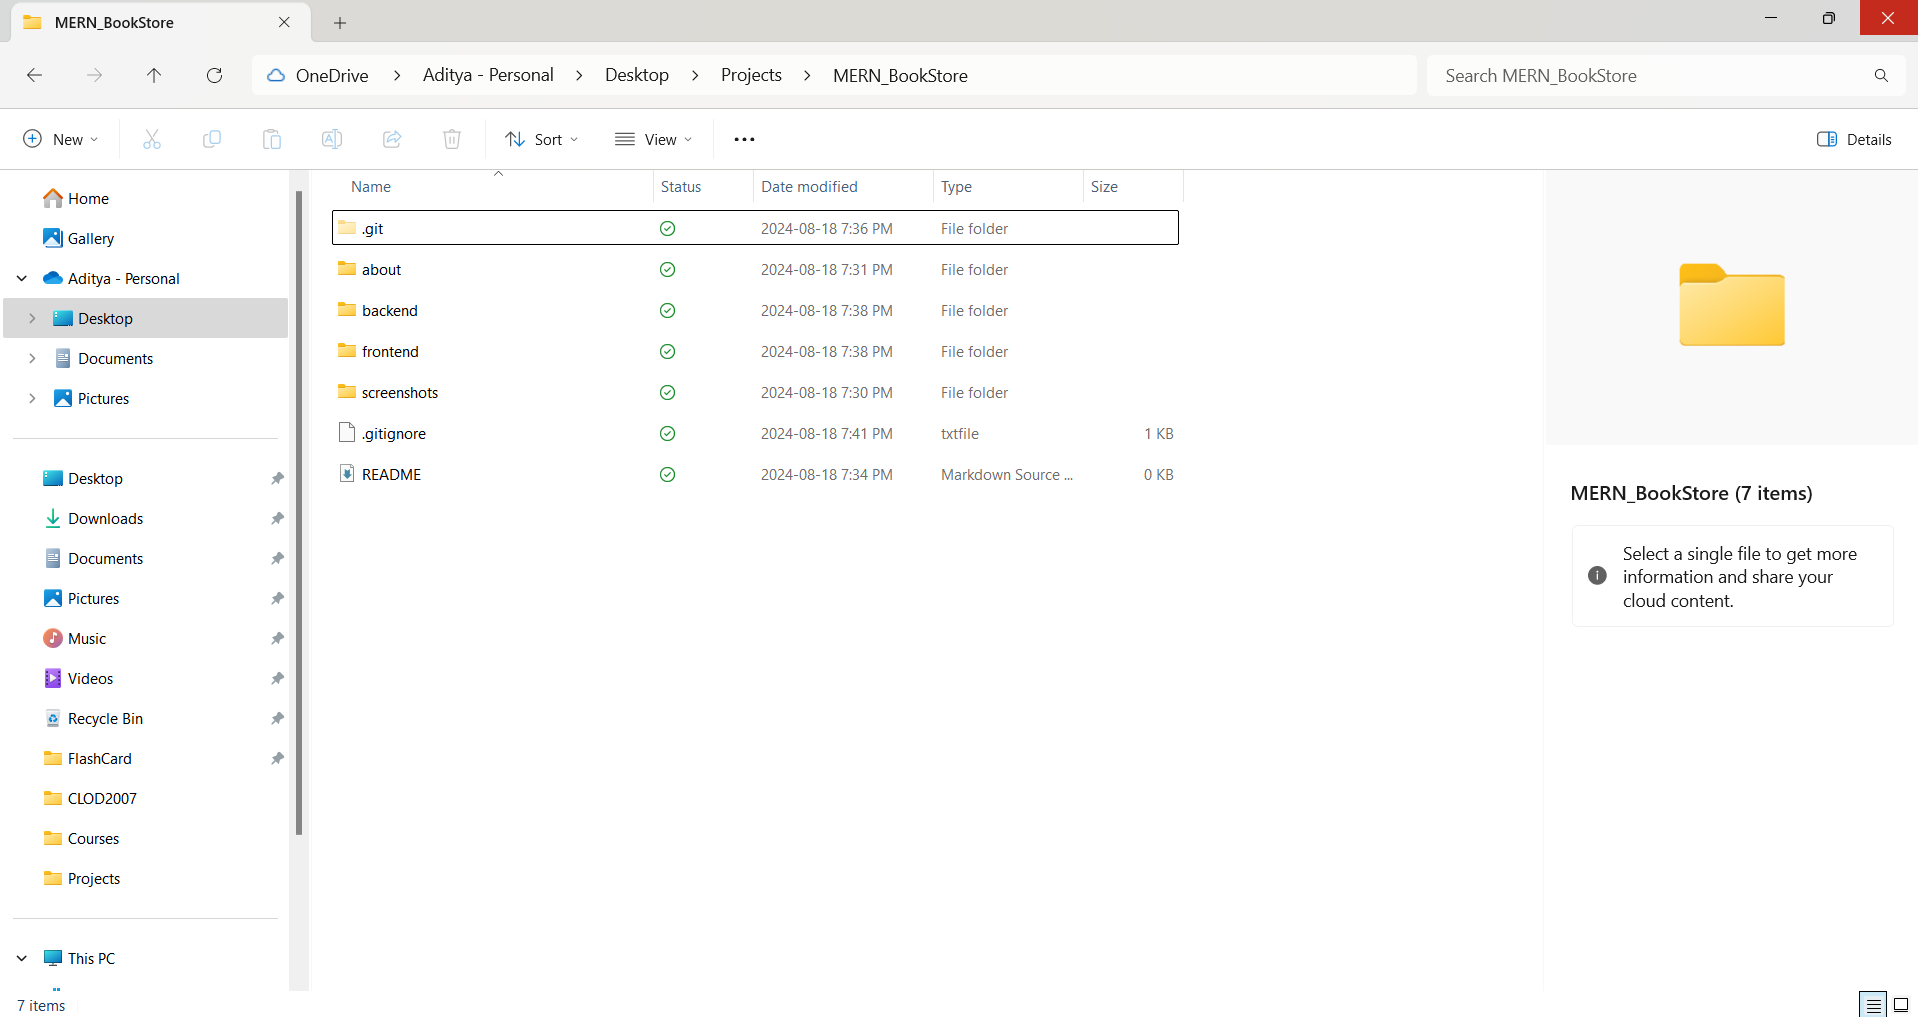 MERN_BookStore
OneDrive > Aditya - Personal > Desktop > Projects > MERN_BookStore
Search MERN_BookStore
New
Sort
View
Details
Name Status Date modified Type Size
.git 2024-08-18 7:36 PM File folder
about 2024-08-18 7:31 PM File folder
backend 2024-08-18 7:38 PM File folder
frontend 2024-08-18 7:38 PM File folder
screenshots 2024-08-18 7:30 PM File folder
.gitignore 2024-08-18 7:41 PM txtfile 1 KB
README 2024-08-18 7:34 PM Markdown Source ... 0 KB
Home
Gallery
Aditya - Personal
Desktop
Documents
Pictures
Desktop
Downloads
Documents
Pictures
Music
Videos
Recycle Bin
FlashCard
CLOD2007
Courses
Projects
This PC
MERN_BookStore (7 items)
Select a single file to get more
information and share your
cloud content.
7 items